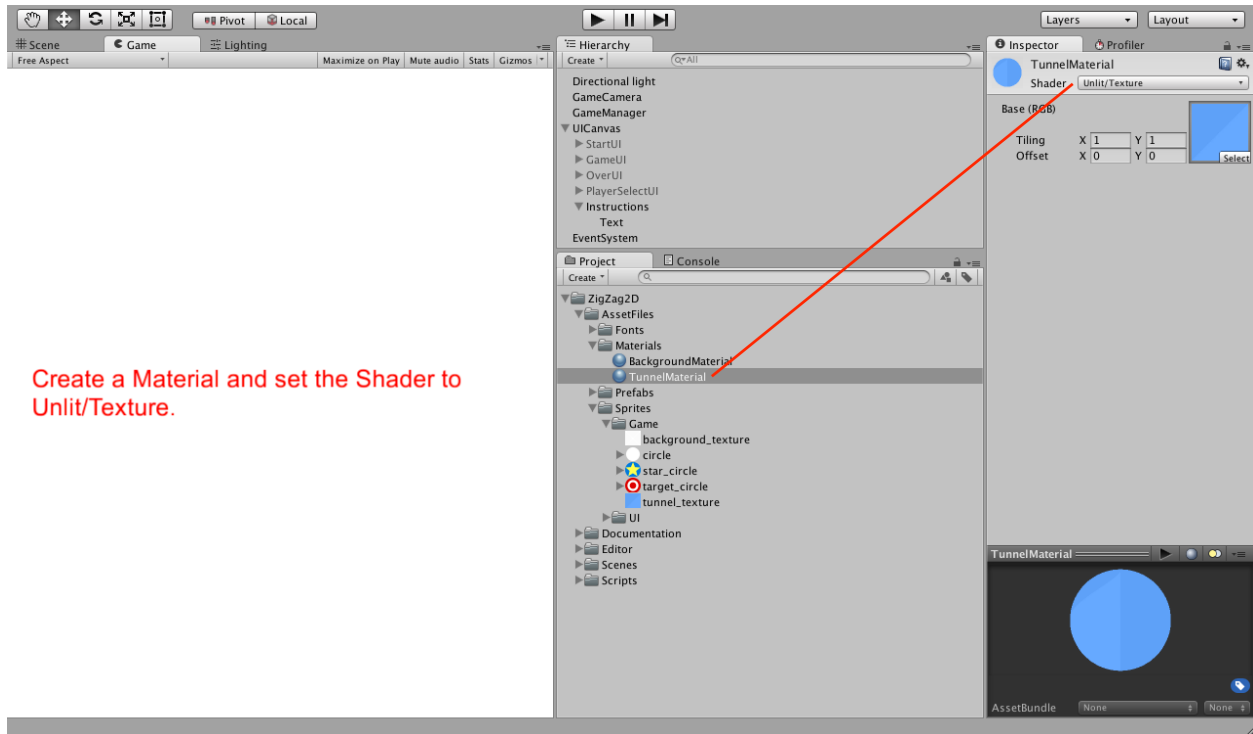 Pivot Local Layers Layout
Scene Game Lighting
Free Aspect Maximize on Play Mute audio Stats Gizmos
Create a Material and set the Shader to
Unlit/Texture.
Hierarchy
Create All
Directional light
GameCamera
GameManager
UICanvas
StartUI
GameUI
OverUI
PlayerSelectUI
Instructions
Text
EventSystem
Project Console
Create
ZigZag2D
AssetFiles
Fonts
Materials
BackgroundMaterial
TunnelMaterial
Prefabs
Sprites
Game
background_texture
circle
star_circle
target_circle
tunnel_texture
UI
Documentation
Editor
Scenes
Scripts
Inspector Profiler
TunnelMaterial
Shader Unlit/Texture
Base (RGB)
Tiling X 1 Y 1
Offset X 0 Y 0
Select
TunnelMaterial
AssetBundle None None